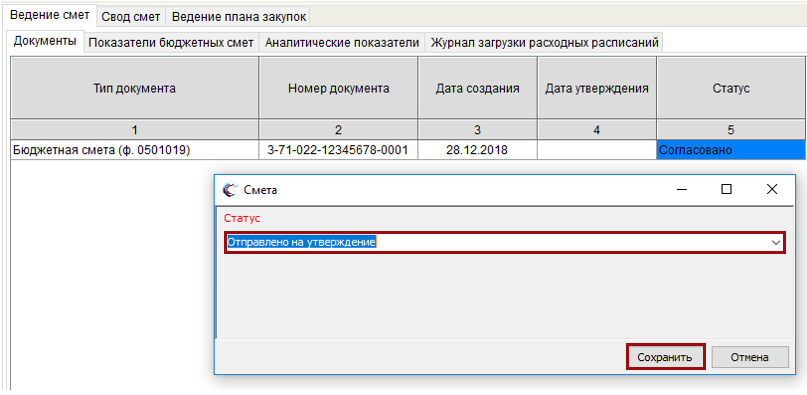 Ведение смет Свод смет Ведение плана закупок
Документы Показатели бюджетных смет Аналитические показатели Журнал загрузки расходных расписаний
Тип документа Номер документа Дата создания Дата утверждения Статус
1 2 3 4 5
Бюджетная смета (ф. 0501019) 3-71-022-12345678-0001 28.12.2018 Согласовано
Смета
Статус
Отправлено на утверждение
Сохранить Отмена